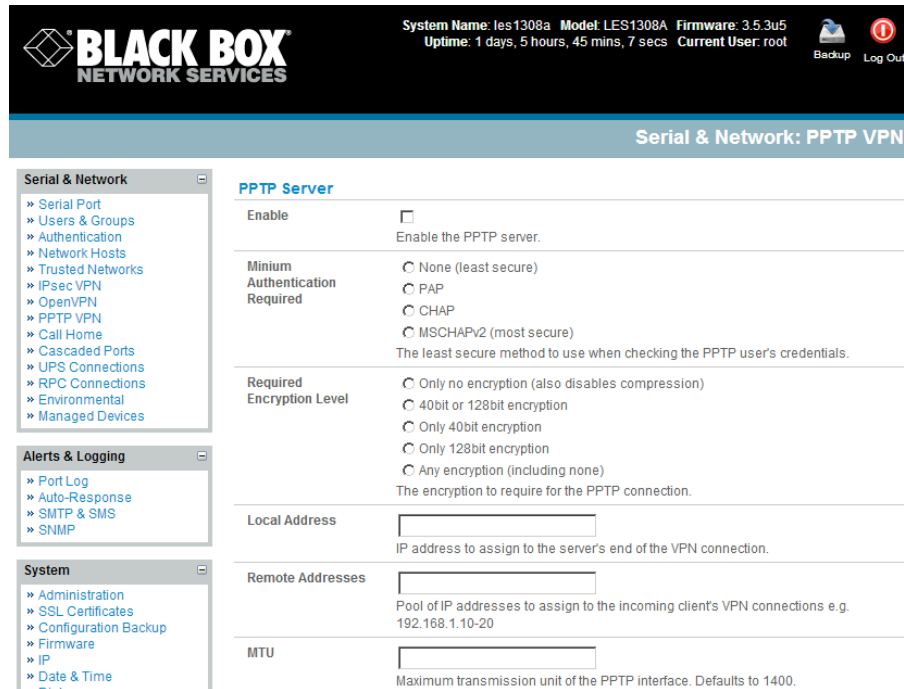 BLACK BOX®
NETWORK SERVICES
System Name: les1308a Model: LES1308A Firmware: 3.5.3u5
Uptime: 1 days, 5 hours, 45 mins, 7 secs Current User: root
Backup
Log Out
Serial & Network: PPTP VPN
Serial & Network
» Serial Port
» Users & Groups
» Authentication
» Network Hosts
» Trusted Networks
» IPsec VPN
» OpenVPN
» PPTP VPN
» Call Home
» Cascaded Ports
» UPS Connections
» RPC Connections
» Environmental
» Managed Devices
Alerts & Logging
» Port Log
» Auto-Response
» SMTP & SMS
» SNMP
System
» Administration
» SSL Certificates
» Configuration Backup
» Firmware
» IP
» Date & Time
PPTP Server
Enable
Enable the PPTP server.
Minium
Authentication
Required
None (least secure)
PAP
CHAP
MSCHAPv2 (most secure)
The least secure method to use when checking the PPTP user's credentials.
Required
Encryption Level
Only no encryption (also disables compression)
40bit or 128bit encryption
Only 40bit encryption
Only 128bit encryption
Any encryption (including none)
The encryption to require for the PPTP connection.
Local Address
IP address to assign to the server's end of the VPN connection.
Remote Addresses
Pool of IP addresses to assign to the incoming client's VPN connections e.g.
192.168.1.10-20
MTU
Maximum transmission unit of the PPTP interface. Defaults to 1400.